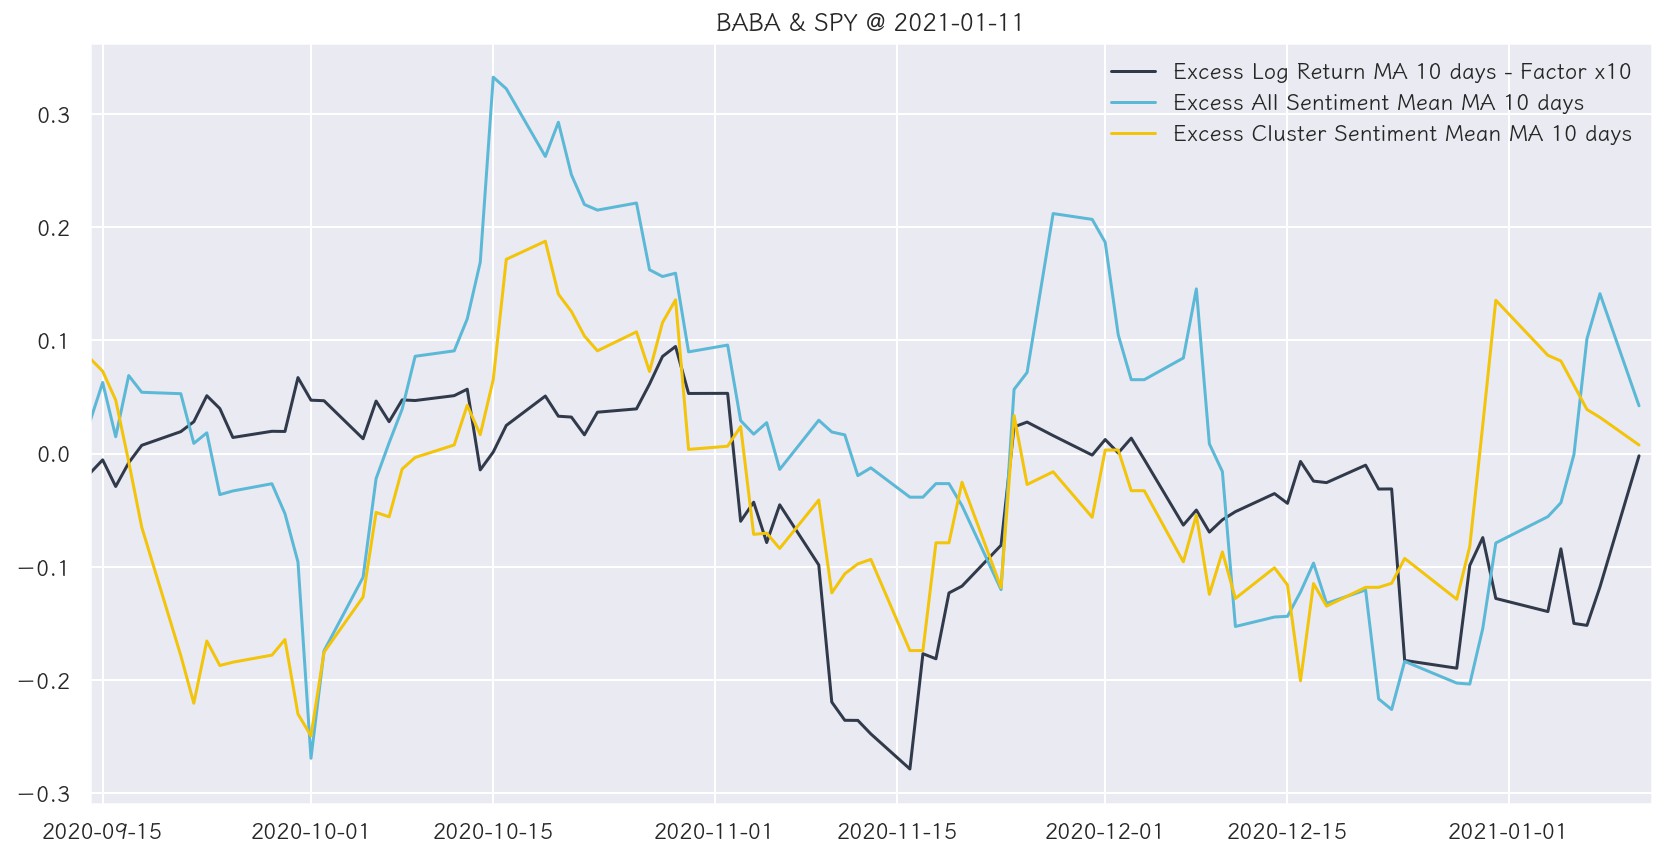 BABA & SPY @ 2021-01-11
Excess Log Return MA 10 days - Factor x10
Excess All Sentiment Mean MA 10 days
Excess Cluster Sentiment Mean MA 10 days
0.3
0.2
0.1
0.0
−0.1
−0.2
−0.3
2020-09-15 2020-10-01 2020-10-15 2020-11-01 2020-11-15 2020-12-01 2020-12-15 2021-01-01